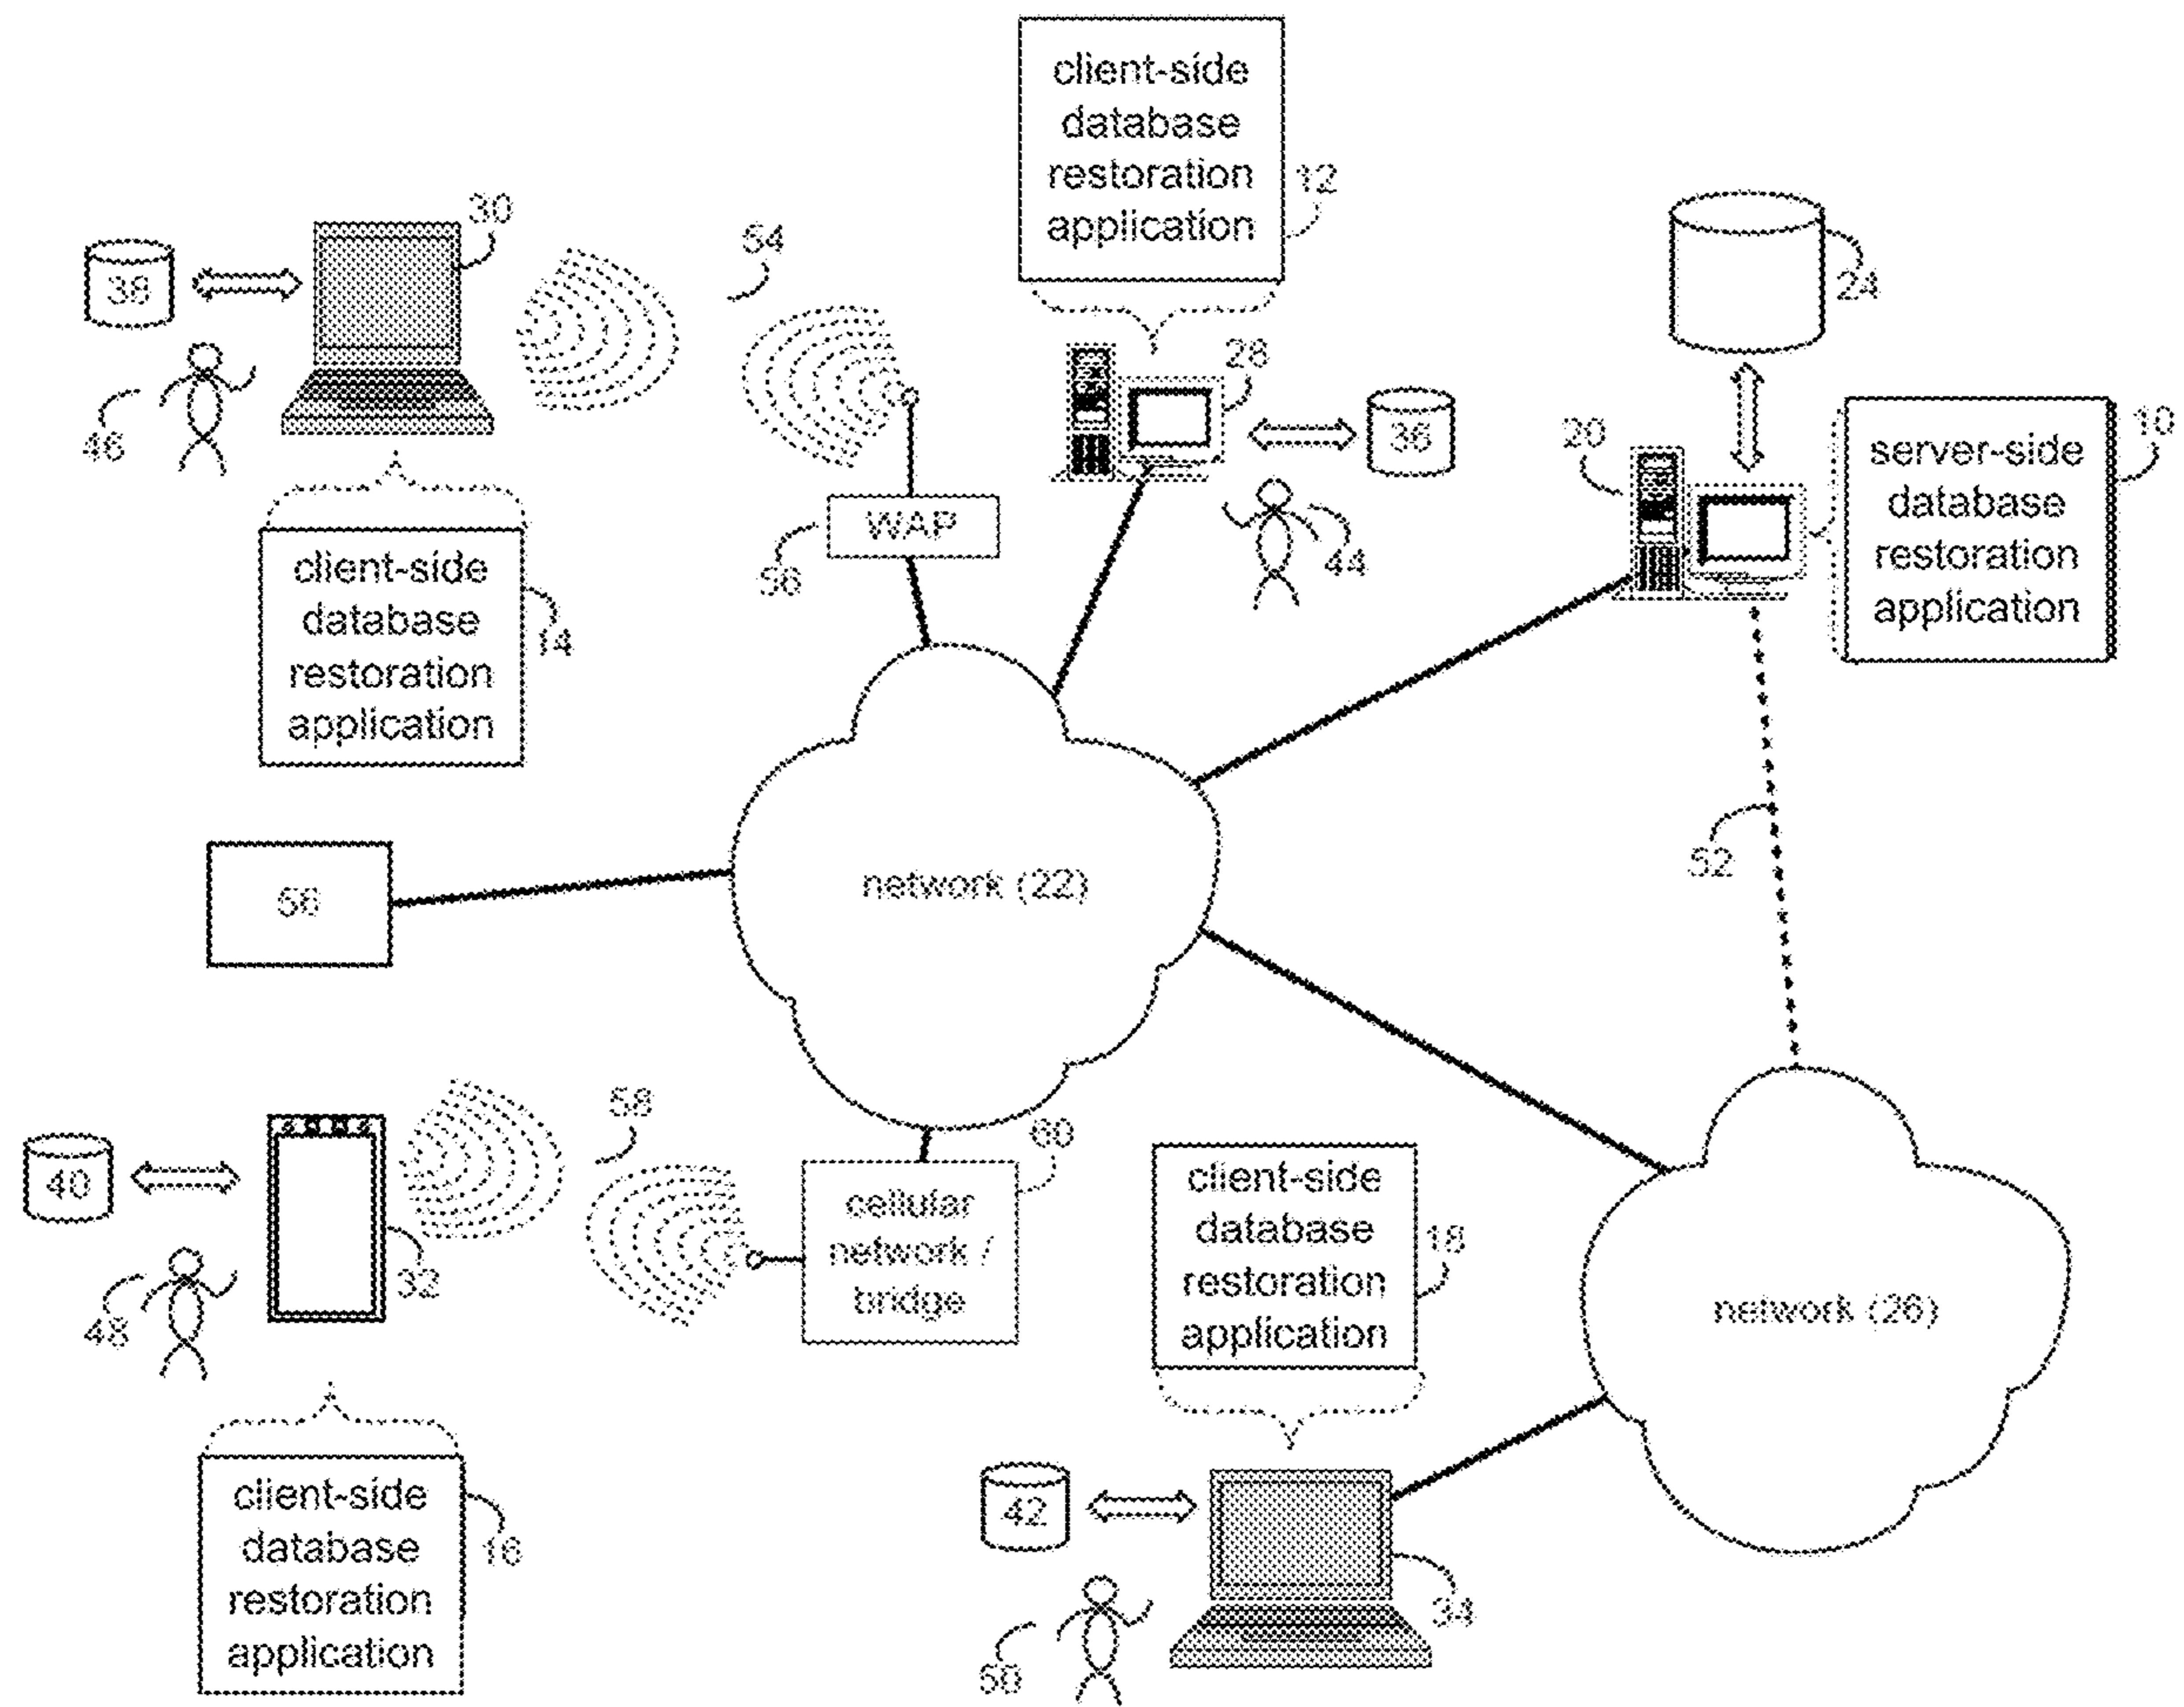 client-side
database
restoration
application
12
30
54
38
24
28
46
36
20
10
server-side
database
restoration
application
WAP
56
44
client-side
database
restoration
application
14
52
network (22)
56
58
60
40
cellular
network /
bridge
32
48
client-side
database
restoration
application
18
network (26)
client-side
database
restoration
application
16
42
34
50